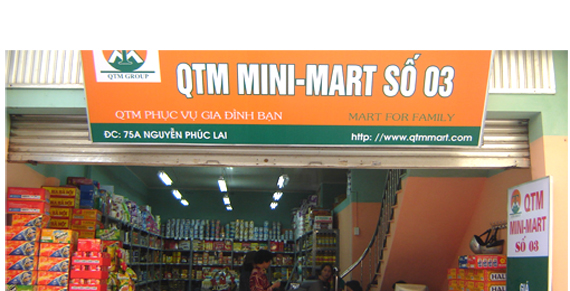 QTM GROUP
QTM MINI-MART SỐ 03
QTM PHỤC VỤ GIA ĐÌNH BẠN
MART FOR FAMILY
ĐC: 75A NGUYỄN PHÚC LAI
http: //www.qtmmart.com
QTM
MINI-MART
SỐ 03
GIÁ